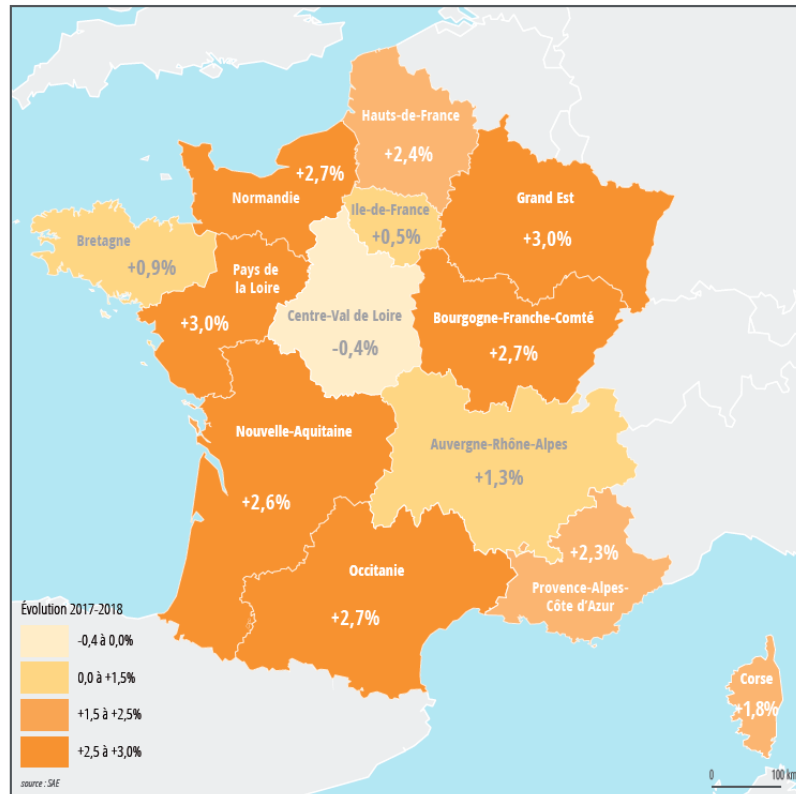 Hauts-de-France
+2,4%
+2,7%
Normandie
Ile-de-France
+0,5%
Grand Est
+3,0%
Bretagne
+0,9%
Pays de
la Loire
+3,0%
Centre-Val de Loire
-0,4%
Bourgogne-Franche-Comté
+2,7%
Nouvelle-Aquitaine
+2,6%
Auvergne-Rhône-Alpes
+1,3%
Occitanie
+2,7%
+2,3%
Provence-Alpes-
Côte d'Azur
Corse
+1,8%
Évolution 2017-2018
-0,4 à 0,0%
0,0 à +1,5%
+1,5 à +2,5%
+2,5 à +3,0%
source : SAE
0 100 km